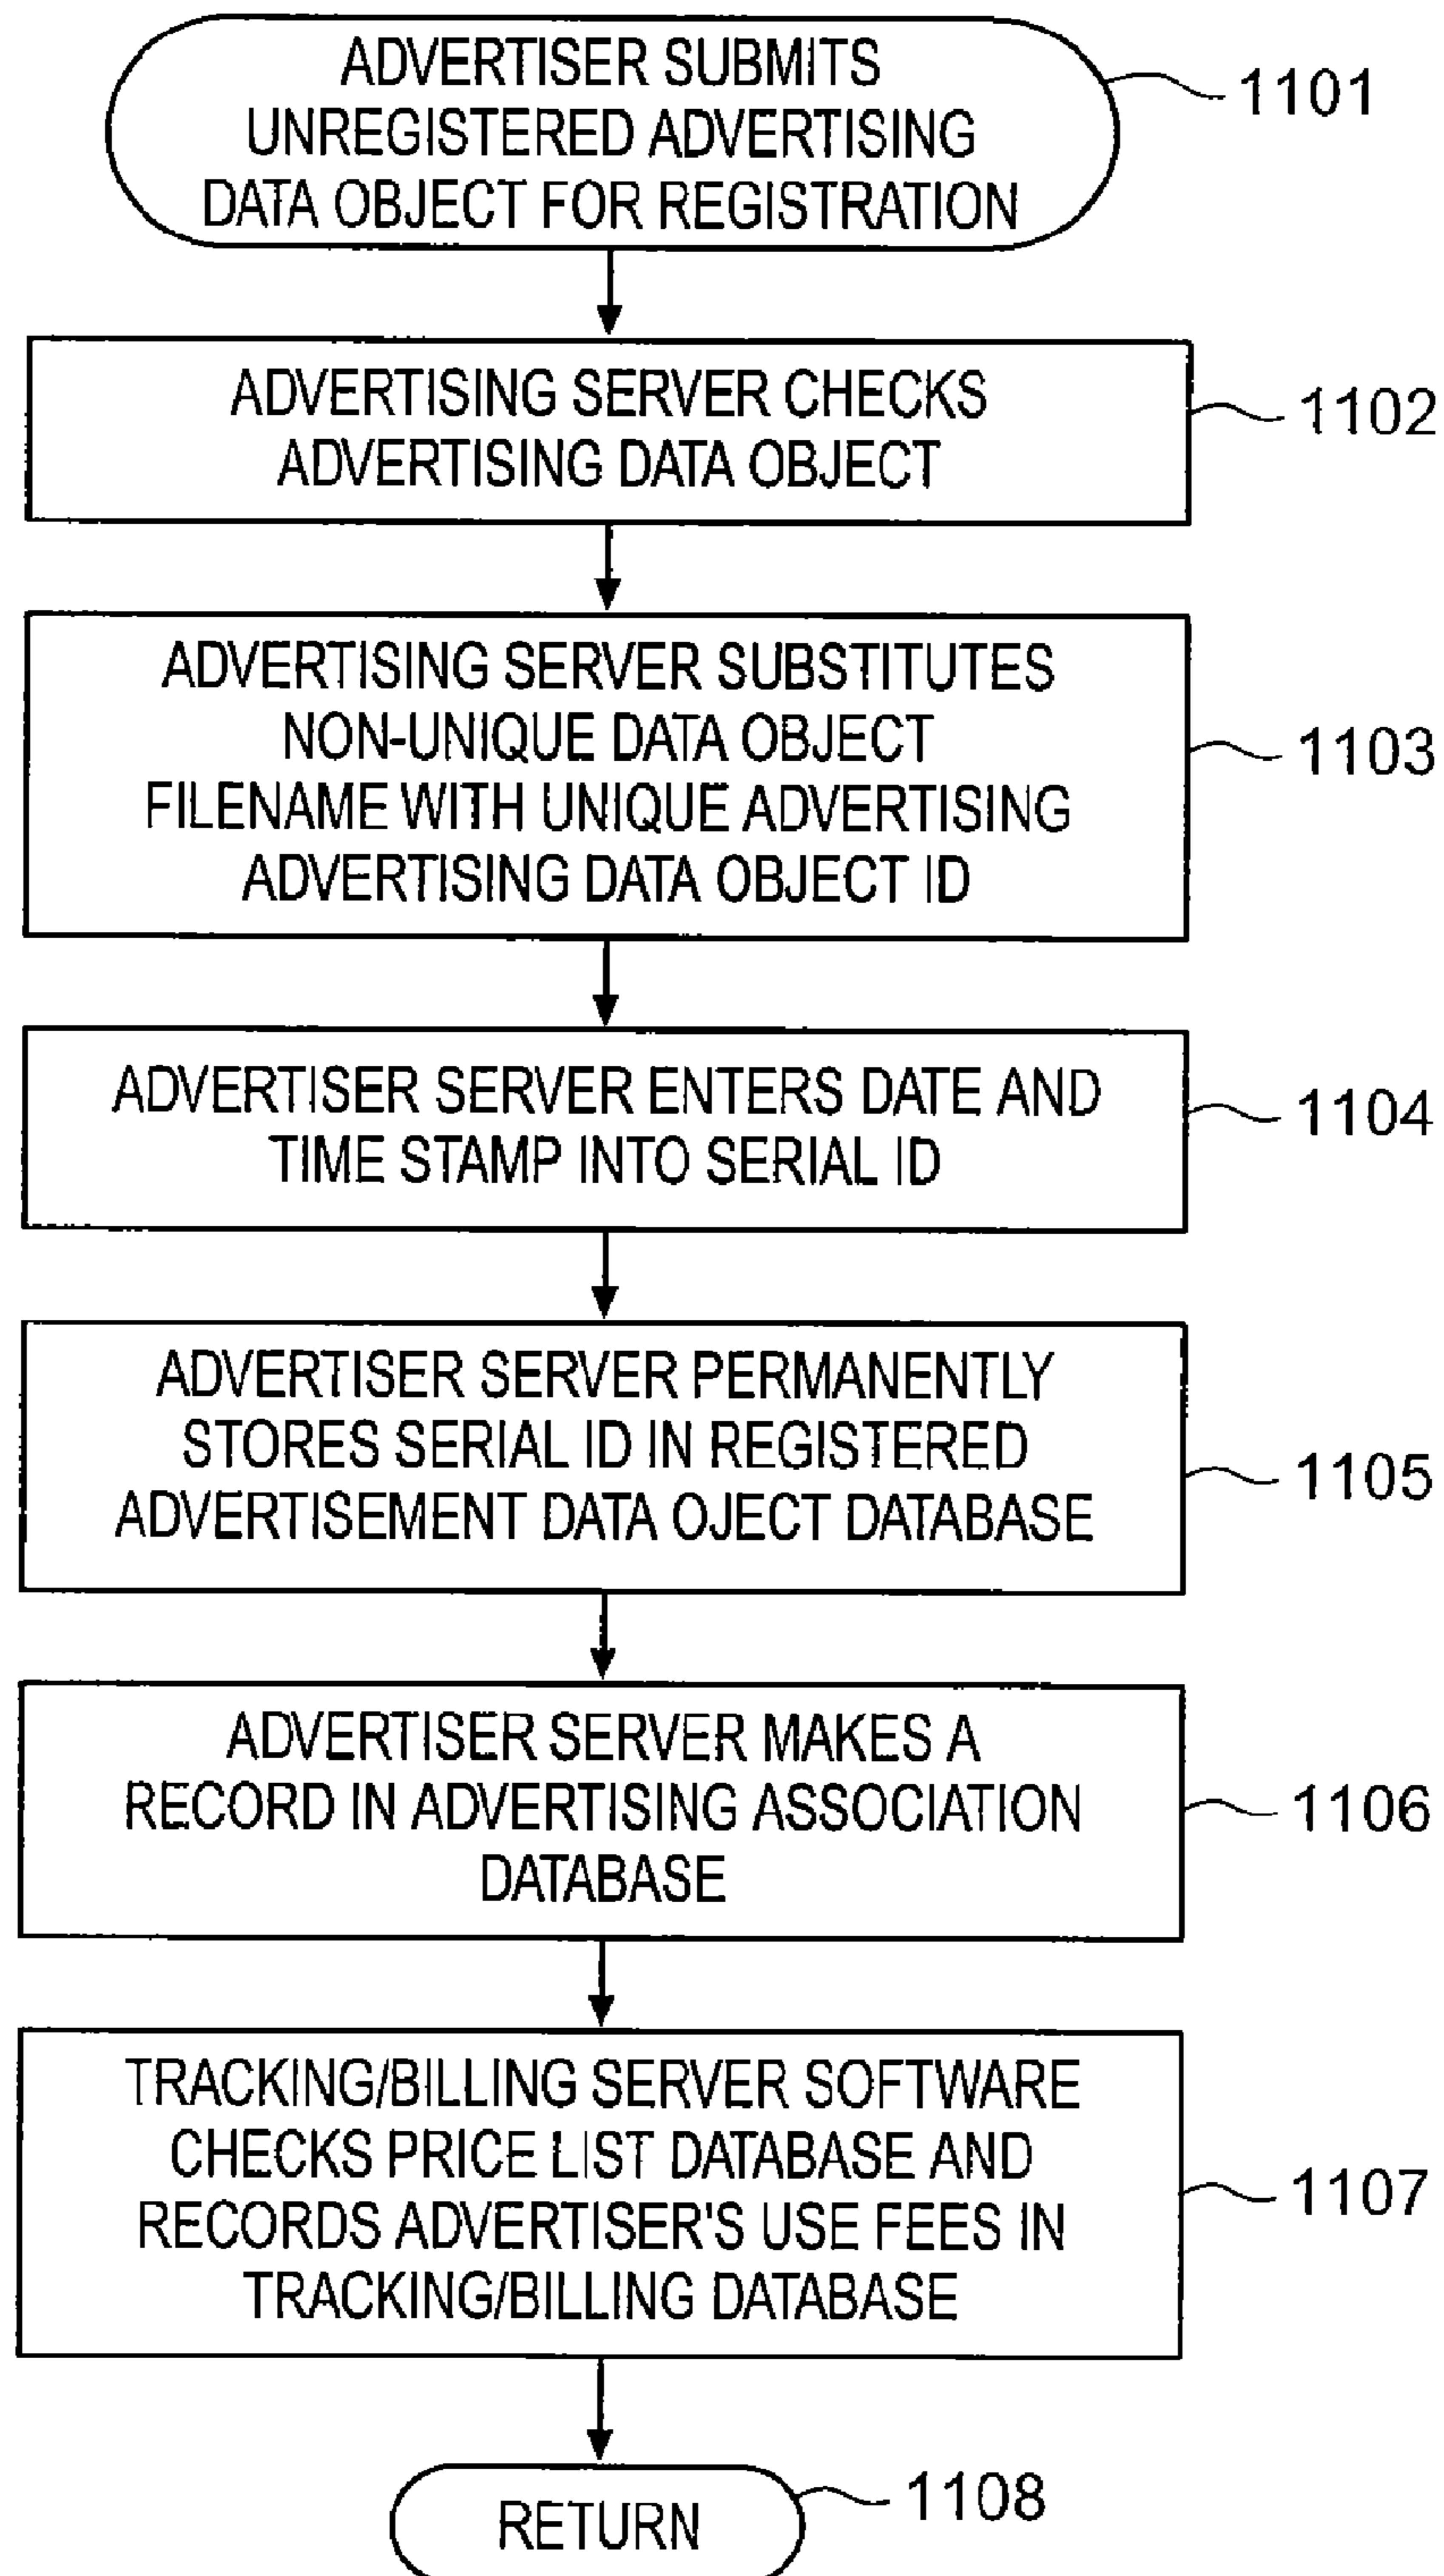 ADVERTISER SUBMITS
UNREGISTERED ADVERTISING
DATA OBJECT FOR REGISTRATION
1101
ADVERTISING SERVER CHECKS
ADVERTISING DATA OBJECT
1102
ADVERTISING SERVER SUBSTITUTES
NON-UNIQUE DATA OBJECT
FILENAME WITH UNIQUE ADVERTISING
ADVERTISING DATA OBJECT ID
1103
ADVERTISER SERVER ENTERS DATE AND
TIME STAMP INTO SERIAL ID
1104
ADVERTISER SERVER PERMANENTLY
STORES SERIAL ID IN REGISTERED
ADVERTISEMENT DATA OJECT DATABASE
1105
ADVERTISER SERVER MAKES A
RECORD IN ADVERTISING ASSOCIATION
DATABASE
1106
TRACKING/BILLING SERVER SOFTWARE
CHECKS PRICE LIST DATABASE AND
RECORDS ADVERTISER'S USE FEES IN
TRACKING/BILLING DATABASE
1107
RETURN
1108